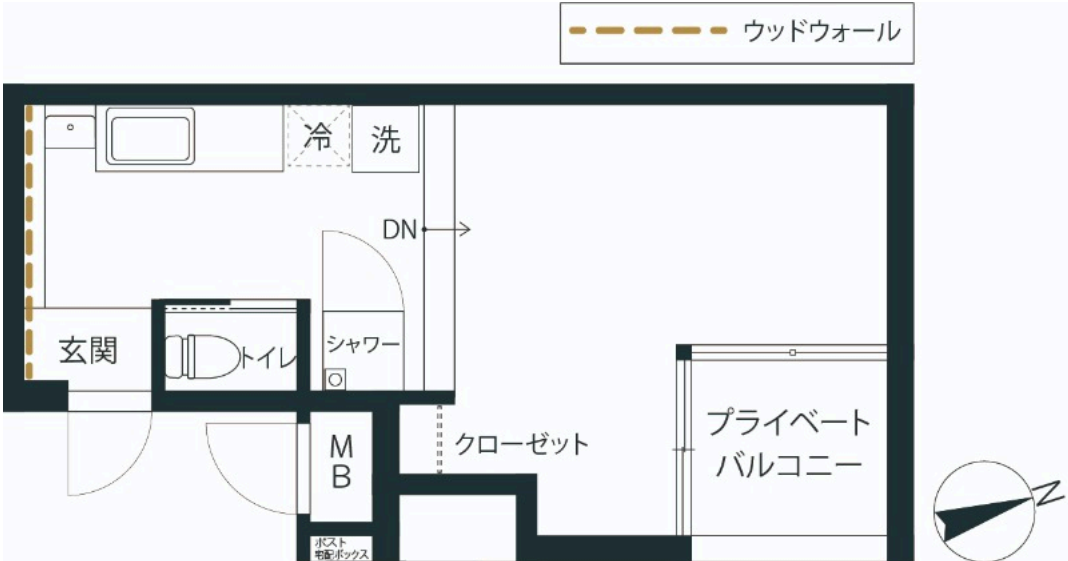 ウッドウォール
冷
洗
DN
玄関
トイレ
シャワー
MB
クローゼット
プライベート
バルコニー
ポスト
宅配ボックス
N